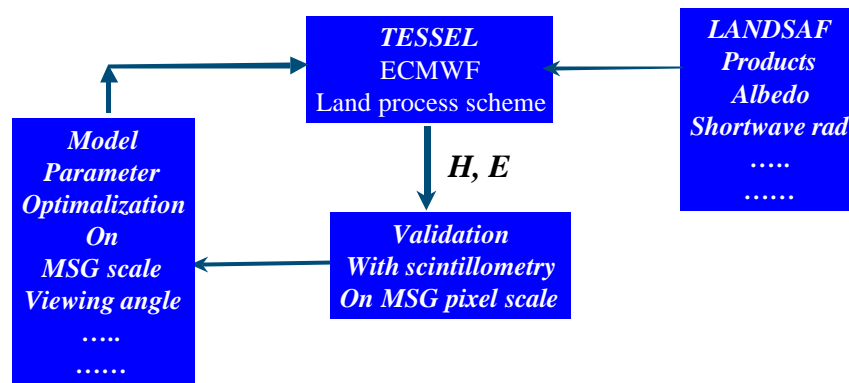 TESSEL
ECMWF
Land process scheme
LANDSAF
Products
Albedo
Shortwave rad
.....
......
H, E
Model
Parameter
Optimalization
On
MSG scale
Viewing angle
.....
......
Validation
With scintillometry
On MSG pixel scale